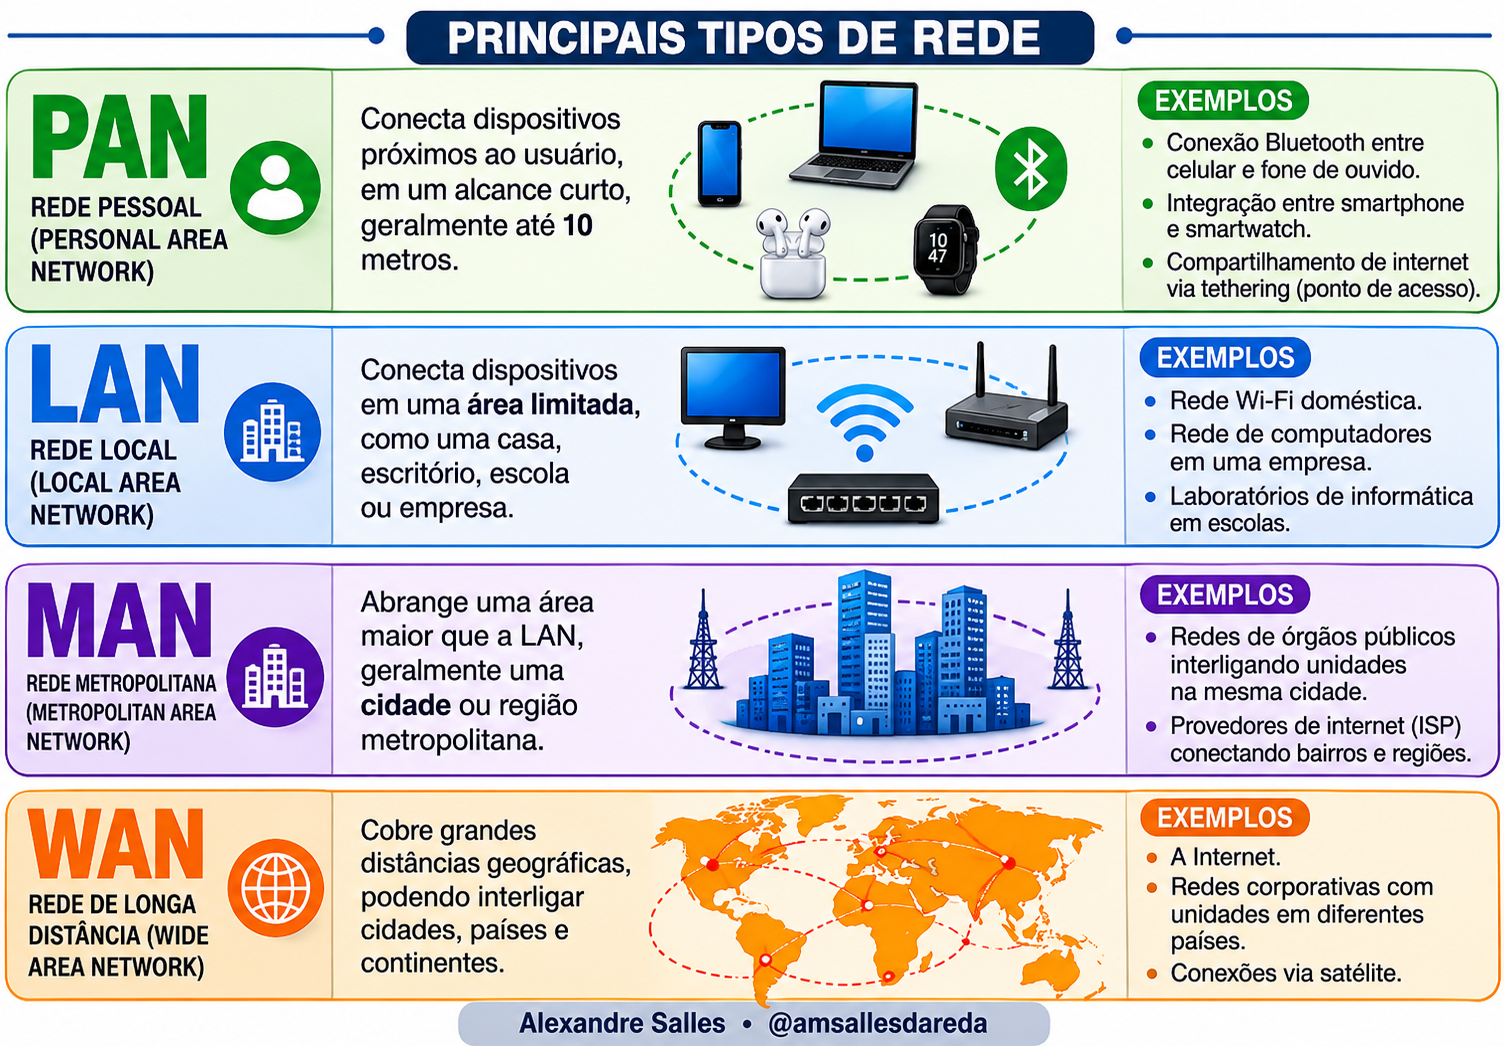 PRINCIPAIS TIPOS DE REDE
PAN
REDE PESSOAL
(PERSONAL AREA
NETWORK)
Conecta dispositivos
próximos ao usuário,
em um alcance curto,
geralmente até 10
metros.
10
47
EXEMPLOS
• Conexão Bluetooth entre
celular e fone de ouvido.
• Integração entre smartphone
e smartwatch.
• Compartilhamento de internet
via tethering (ponto de acesso).
LAN
REDE LOCAL
(LOCAL AREA
NETWORK)
Conecta dispositivos
em uma área limitada,
como uma casa,
escritório, escola
ou empresa.
EXEMPLOS
• Rede Wi-Fi doméstica.
• Rede de computadores
em uma empresa.
• Laboratórios de informática
em escolas.
MAN
REDE METROPOLITANA
(METROPOLITAN AREA
NETWORK)
Abrange uma área
maior que a LAN,
geralmente uma
cidade ou região
metropolitana.
EXEMPLOS
• Redes de órgãos públicos
interligando unidades
na mesma cidade.
• Provedores de internet (ISP)
conectando bairros e regiões.
WAN
REDE DE LONGA
DISTÂNCIA (WIDE
AREA NETWORK)
Cobre grandes
distâncias geográficas,
podendo interligar
cidades, países e
continentes.
EXEMPLOS
• A Internet.
• Redes corporativas com
unidades em diferentes
países.
• Conexões via satélite.
Alexandre Salles • @amsallesdareda